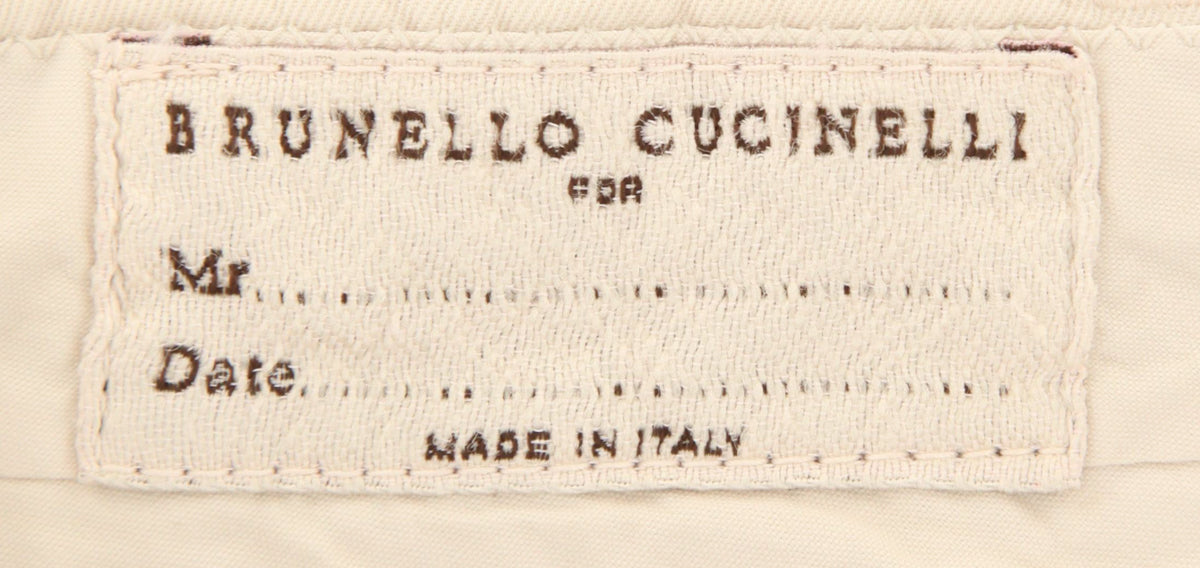 BRUNELLO CUCINELLI
FOR
Mr...............................................
Date.............................................
MADE IN ITALY